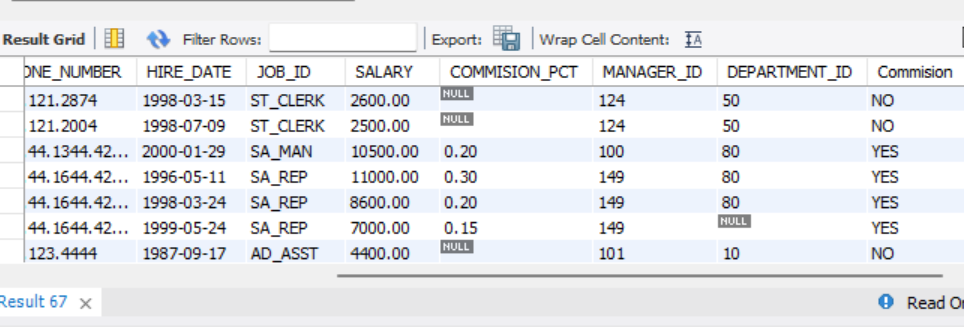 Result Grid Filter Rows: Export: Wrap Cell Content:
ONE_NUMBER HIRE_DATE JOB_ID SALARY COMMISION_PCT MANAGER_ID DEPARTMENT_ID Commision
121.2874 1998-03-15 ST_CLERK 2600.00 NULL 124 50 NO
121.2004 1998-07-09 ST_CLERK 2500.00 NULL 124 50 NO
44.1344.42... 2000-01-29 SA_MAN 10500.00 0.20 100 80 YES
44.1644.42... 1996-05-11 SA_REP 11000.00 0.30 149 80 YES
44.1644.42... 1998-03-24 SA_REP 8600.00 0.20 149 80 YES
44.1644.42... 1999-05-24 SA_REP 7000.00 0.15 149 NULL YES
123.4444 1987-09-17 AD_ASST 4400.00 NULL 101 10 NO
Result 67 Read O